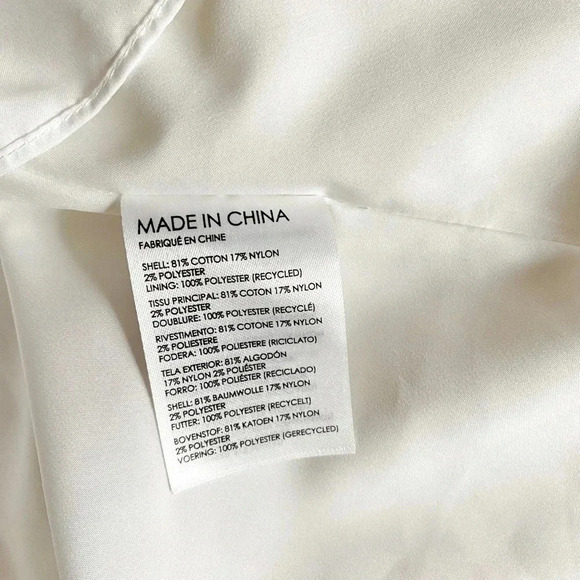 MADE IN CHINA
FABRIQUÉ EN CHINE
SHELL: 81% COTTON 17% NYLON
2% POLYESTER
LINING: 100% POLYESTER (RECYCLED)
TISSU PRINCIPAL: 81% COTON 17% NYLON
2% POLYESTER
DOUBLURE: 100% POLYESTER (RECYCLÉ)
RIVESTIMENTO: 81% COTONE 17% NYLON
2% POLIESTERE
FODERA: 100% POLIESTERE (RICICLATO)
TELA EXTERIOR: 81% ALGODÓN
17% NYLON 2% POLIÉSTER
FORRO: 100% POLIÉSTER (RECICLADO)
SHELL: 81% BAUMWOLLE 17% NYLON
2% POLYESTER
FUTTER: 100% POLYESTER (RECYCELT)
BOVENSTOF: 81% KATOEN 17% NYLON
2% POLYESTER
VOERING: 100% POLYESTER (GERECYCLED)